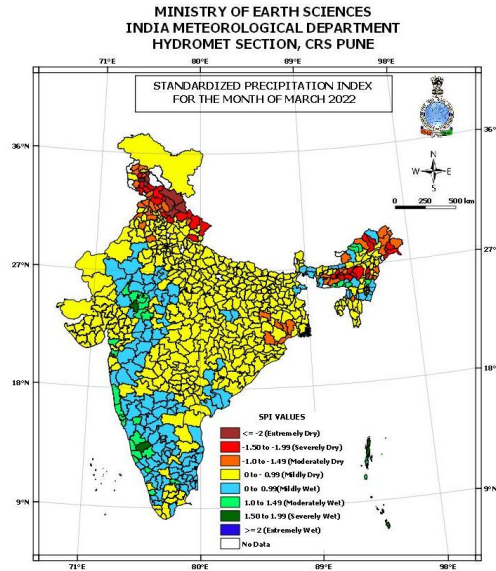 MINISTRY OF EARTH SCIENCES
INDIA METEOROLOGICAL DEPARTMENT
HYDROMET SECTION, CRS PUNE
71°E 80°E 89°E 98°E
STANDARDIZED PRECIPITATION INDEX
FOR THE MONTH OF MARCH 2022
36°N 36°N
N
W E
S
0 250 500 km
27°N 27°N
18°N 18°N
SPI VALUES
<= -2 (Extremely Dry)
-1.50 to -1.99 (Severely Dry)
-1.0 to -1.49 (Moderately Dry
0 to - 0.99 (Mildly Dry)
0 to 0.99(Mildly Wet)
1.0 to 1.49 (Moderately Wet)
1.50 to 1.99 (Severely Wet)
>= 2 (Extremely Wet)
No Data
9°N 9°N
71°E 80°E 89°E 98°E